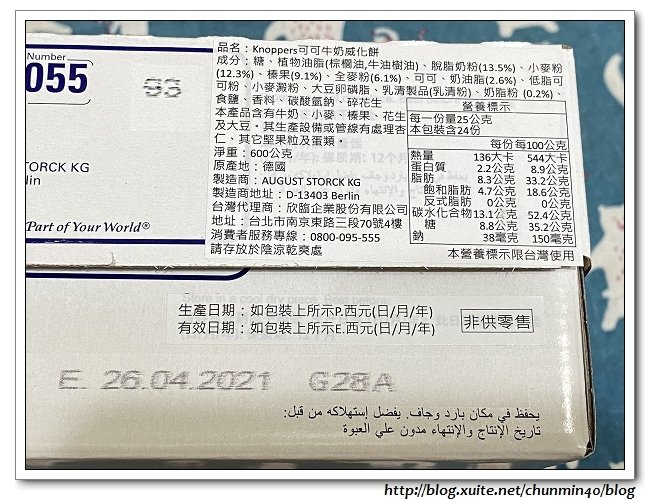 Number
055
93
STORCK KG
lin
Part of Your World®
品名：Knoppers可可牛奶威化餅
成分：糖、植物油脂(棕櫚油,牛油樹油)、脫脂奶粉(13.5%)、小麥粉
(12.3%)、榛果(9.1%)、全麥粉(6.1%)、可可、奶油脂(2.6%)、低脂可
可粉、小麥澱粉、大豆卵磷脂、乳清製品(乳清粉)、奶脂粉 (0.2%)、
食鹽、香料、碳酸氫鈉、碎花生
本產品含有牛奶、小麥、榛果、花生
及大豆。其生產設備或管線有處理杏
仁、其它堅果粒及蛋類。
淨重：600公克
原產地：德國
製造商：AUGUST STORCK KG
製造商地址：D-13403 Berlin
台灣代理商：欣臨企業股份有限公司
地址：台北市南京東路三段70號4樓
消費者服務專線：0800-095-555
請存放於陰涼乾爽處
營養標示
每一份量25公克
本包裝含24份
每份 每100公克
熱量 136大卡 544大卡
蛋白質 2.2公克 8.9公克
脂肪 8.3公克 33.2公克
飽和脂肪 4.7公克 18.6公克
反式脂肪 0公克 0公克
碳水化合物 13.1公克 52.4公克
糖 8.8公克 35.2公克
鈉 38毫克 150毫克
本營養標示限台灣使用
生產日期：如包裝上所示P.西元(日/月/年)
有效日期：如包裝上所示E.西元(日/月/年)
非供零售
E. 26.04.2021 G28A
يحفظ في مكان بارد وجاف. يفضل إستهلاكه من قبل:
تاريخ الإنتاج والإنتهاء مدون علي العبوة
http://blog.xuite.net/chunmin40/blog